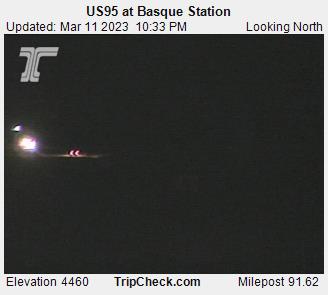 US95 at Basque Station
Updated: Mar 11 2023 10:33 PM Looking North
Elevation 4460 TripCheck.com Milepost 91.62